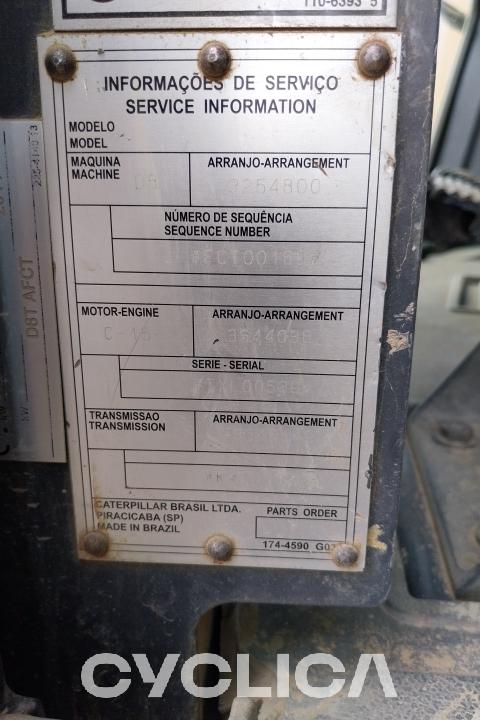 110-6393 5
INFORMAÇÕES DE SERVIÇO
SERVICE INFORMATION
MODELO
MODEL
MAQUINA
MACHINE
ARRANJO-ARRANGEMENT
NÚMERO DE SEQUÊNCIA
SEQUENCE NUMBER
MOTOR-ENGINE
C-15
ARRANJO-ARRANGEMENT
SERIE - SERIAL
TRANSMISSAO
TRANSMISSION
ARRANJO-ARRANGEMENT
CATERPILLAR BRASIL LTDA.
PIRACICABA (SP)
MADE IN BRAZIL
PARTS ORDER
174-4590
D8T AFCT
CYCLICA